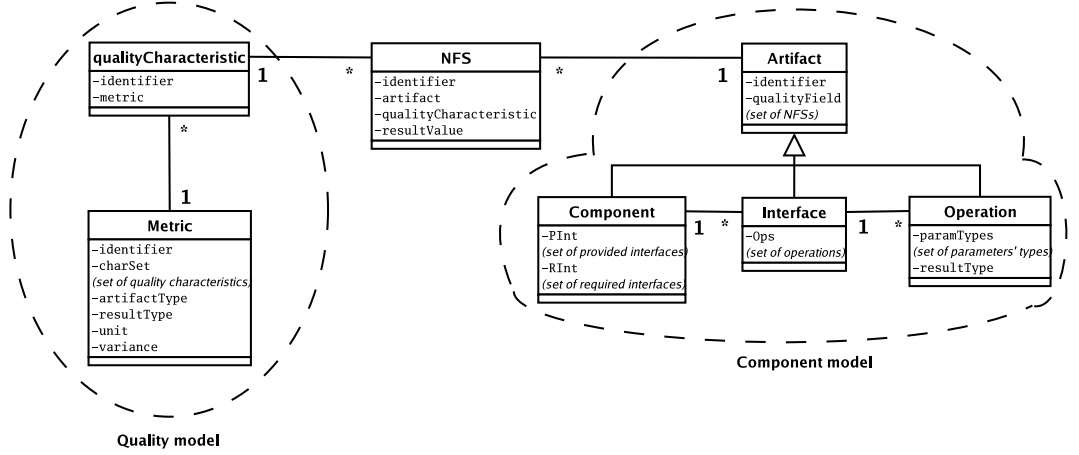 qualityCharacteristic
-identifier
-metric
1
*
NFS
-identifier
-artifact
-qualityCharacteristic
-resultValue
*
1
Artifact
-identifier
-qualityField
(set of NFSs)
*
1
Metric
-identifier
-charSet
(set of quality characteristics)
-artifactType
-resultType
-unit
-variance
Component
-PInt
(set of provided interfaces)
-RInt
(set of required interfaces)
1
*
Interface
-Ops
(set of operations)
1
*
Operation
-paramTypes
(set of parameters' types)
-resultType
Component model
Quality model